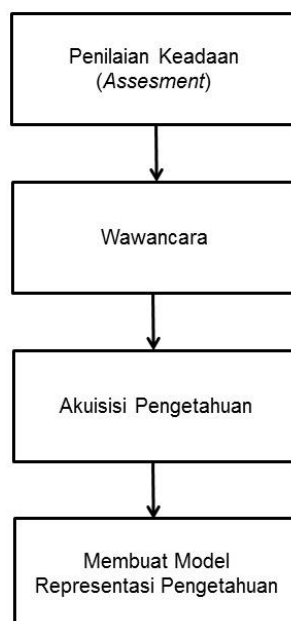 Penilaian Keadaan
(Assesment)
Wawancara
Akuisisi Pengetahuan
Membuat Model
Representasi Pengetahuan